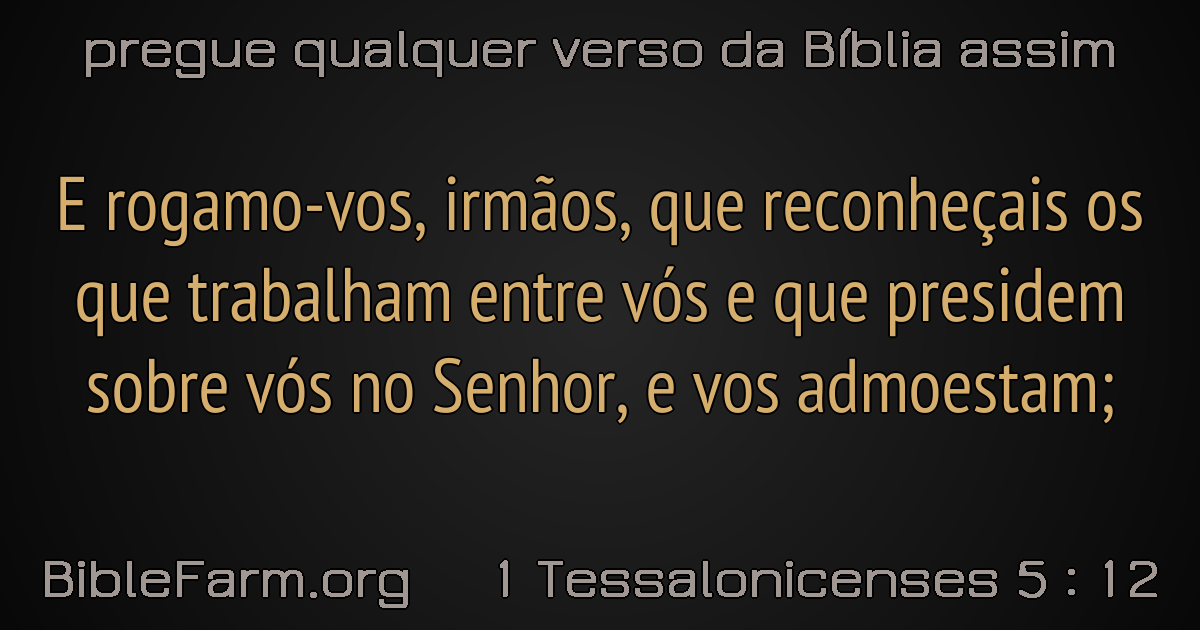 pregue qualquer verso da Bíblia assim
E rogamo-vos, irmãos, que reconheçais os
que trabalham entre vós e que presidem
sobre vós no Senhor, e vos admoestam;
BibleFarm.org 1 Tessalonicenses 5 : 12